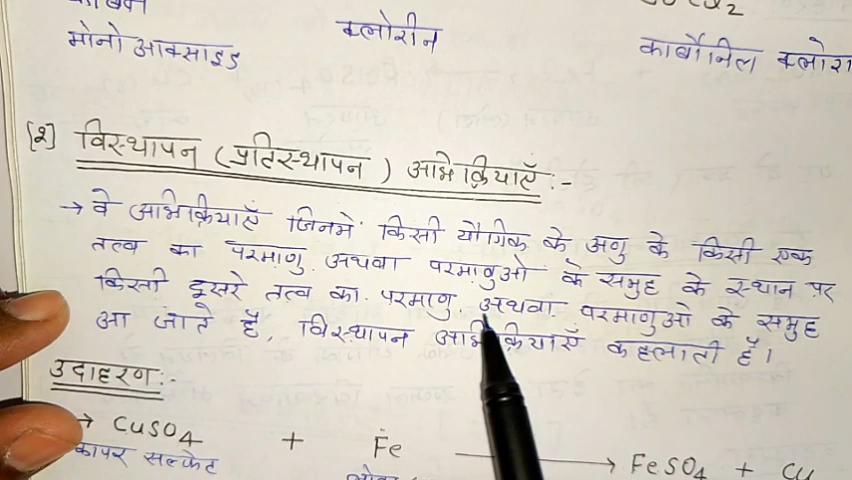 मोनो आक्साइड क्लोरीन कार्बोनिल क्लोरा
(2) विस्थापन (प्रतिस्थापन) अभिक्रियाएँ :-
→ वे अभिक्रियाएँ जिनमें किसी यौगिक के अणु के किसी एक
तत्व का परमाणु अथवा परमाणुओ के समुह के स्थान पर
किसी दूसरे तत्व का परमाणु अथवा परमाणुओ के समुह
आ जाते हैं, विस्थापन अभिक्रियाएँ कहलाती हैं।
उदाहरण :-
→ CuSO4 + Fe → FeSO4 + Cu
कापर सल्फेट